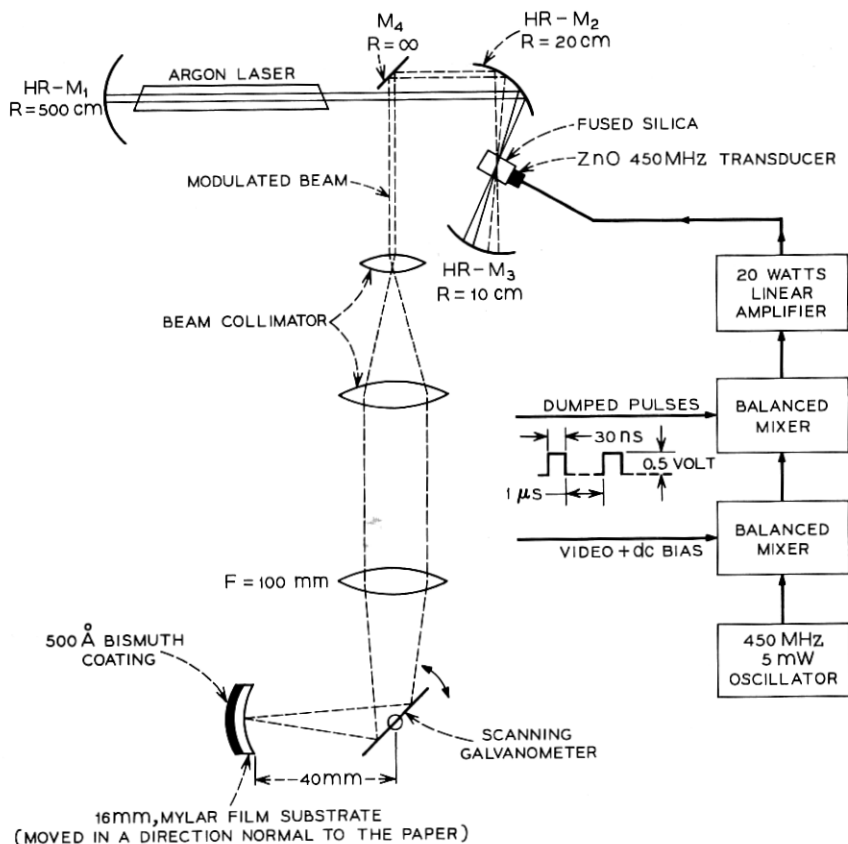 M4
R = ∞
HR-M2
R = 20 cm
ARGON LASER
HR-M1
R = 500 cm
FUSED SILICA
ZnO 450 MHz TRANSDUCER
MODULATED BEAM
HR-M3
R = 10 cm
20 WATTS
LINEAR
AMPLIFIER
BEAM COLLIMATOR
DUMPED PULSES
BALANCED
MIXER
30 ns
0.5 VOLT
1 μs
VIDEO + dc BIAS
BALANCED
MIXER
F = 100 mm
500 Å BISMUTH
COATING
450 MHz
5 mW
OSCILLATOR
SCANNING
GALVANOMETER
40mm
16mm, MYLAR FILM SUBSTRATE
(MOVED IN A DIRECTION NORMAL TO THE PAPER)